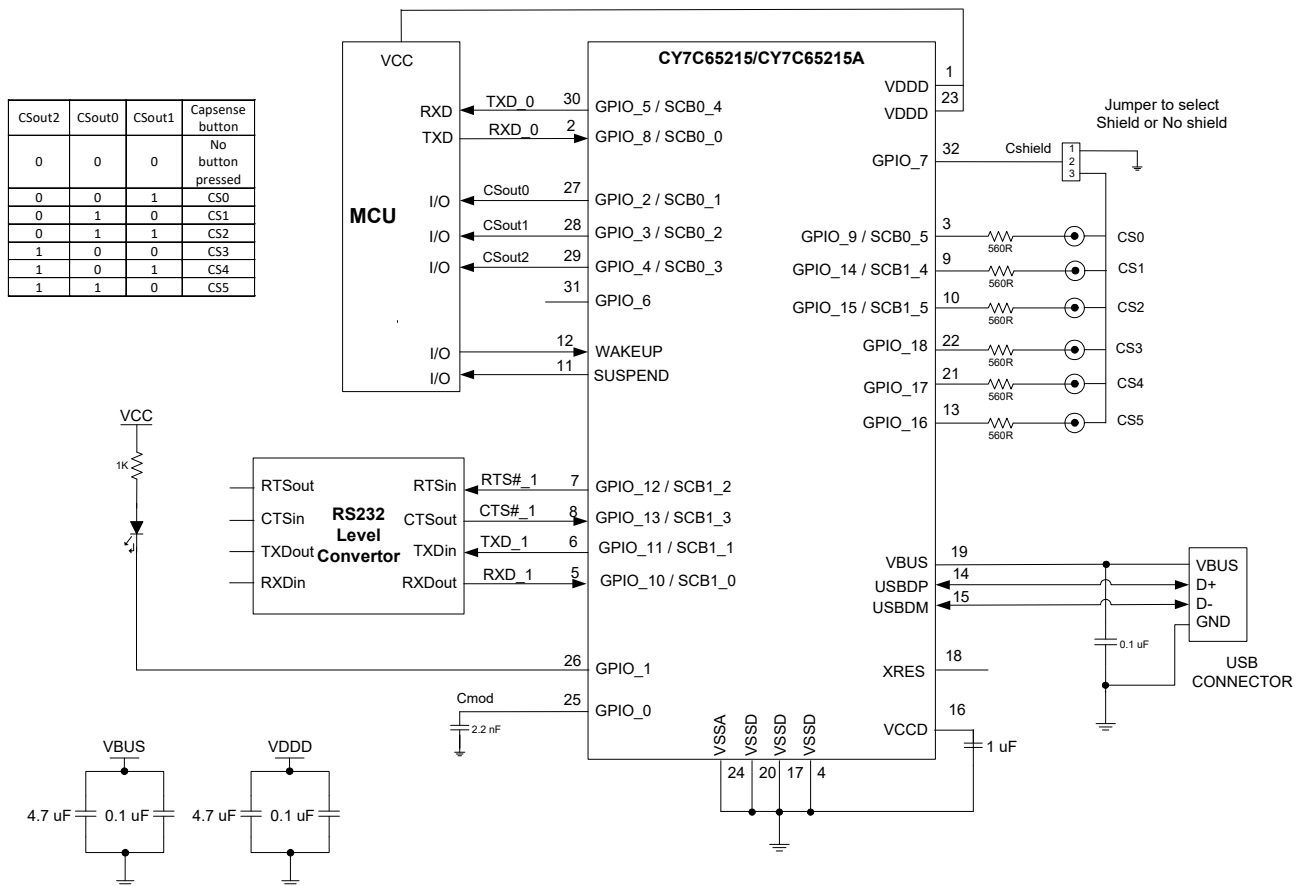 CSout2 CSout0 CSout1 Capsense button
0 0 0 No button pressed
0 0 1 CS0
0 1 0 CS1
0 1 1 CS2
1 0 0 CS3
1 0 1 CS4
1 1 0 CS5
VCC
MCU
RXD
TXD
I/O
I/O
I/O
I/O
I/O
TXD_0
RXD_0
CSout0
CSout1
CSout2
CY7C65215/CY7C65215A
30 GPIO_5 / SCB0_4
2 GPIO_8 / SCB0_0
27 GPIO_2 / SCB0_1
28 GPIO_3 / SCB0_2
29 GPIO_4 / SCB0_3
31 GPIO_6
12 WAKEUP
11 SUSPEND
7 GPIO_12 / SCB1_2
8 GPIO_13 / SCB1_3
6 GPIO_11 / SCB1_1
5 GPIO_10 / SCB1_0
26 GPIO_1
25 GPIO_0
VDDD 1
VDDD 23
GPIO_7 32
Cshield
1
2
3
Jumper to select
Shield or No shield
GPIO_9 / SCB0_5 3 560R CS0
GPIO_14 / SCB1_4 9 560R CS1
GPIO_15 / SCB1_5 10 560R CS2
GPIO_18 22 560R CS3
GPIO_17 21 560R CS4
GPIO_16 13 560R CS5
VBUS 19
USBDP 14
USBDM 15
XRES 18
VCCD 16
1 uF
VBUS
D+
D-
GND
0.1 uF
USB
CONNECTOR
VSSA
VSSD
VSSD
VSSD
24 20 17 4
VCC
1K
RTSout
CTSin
TXDout
RXDin
RS232
Level
Convertor
RTSin
CTSout
TXDin
RXDout
RTS#_1
CTS#_1
TXD_1
RXD_1
Cmod
2.2 nF
VBUS
4.7 uF 0.1 uF
VDDD
4.7 uF 0.1 uF